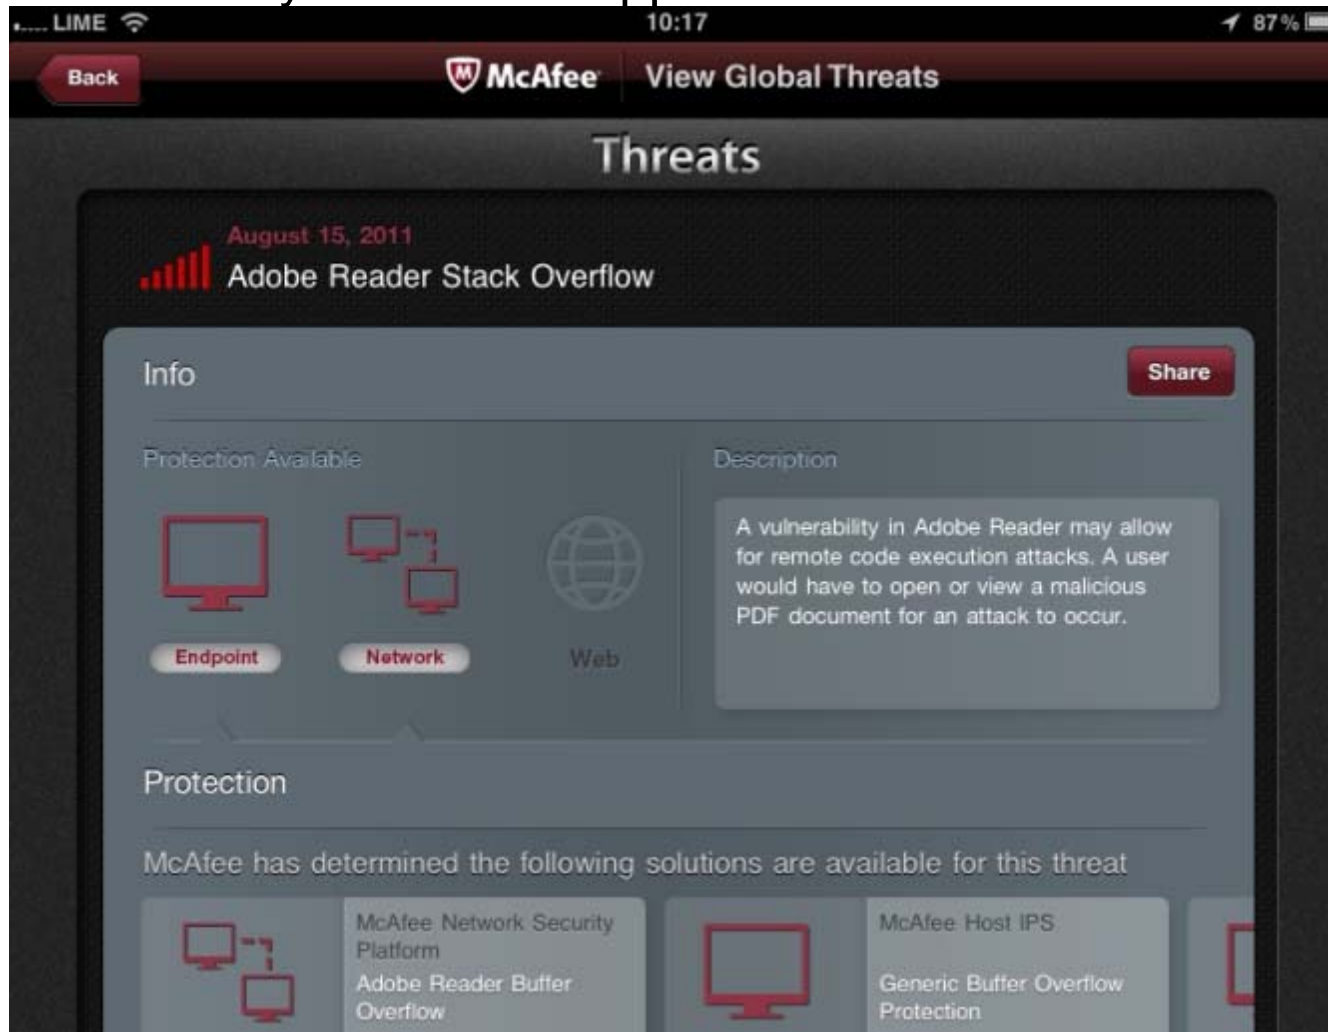 LIME 10:17 87%
Back McAfee View Global Threats
Threats
August 15, 2011
Adobe Reader Stack Overflow
Info Share
Protection Available
Description
A vulnerability in Adobe Reader may allow
for remote code execution attacks. A user
would have to open or view a malicious
PDF document for an attack to occur.
Endpoint Network Web
Protection
McAfee has determined the following solutions are available for this threat
McAfee Network Security
Platform
Adobe Reader Buffer
Overflow
McAfee Host IPS
Generic Buffer Overflow
Protection